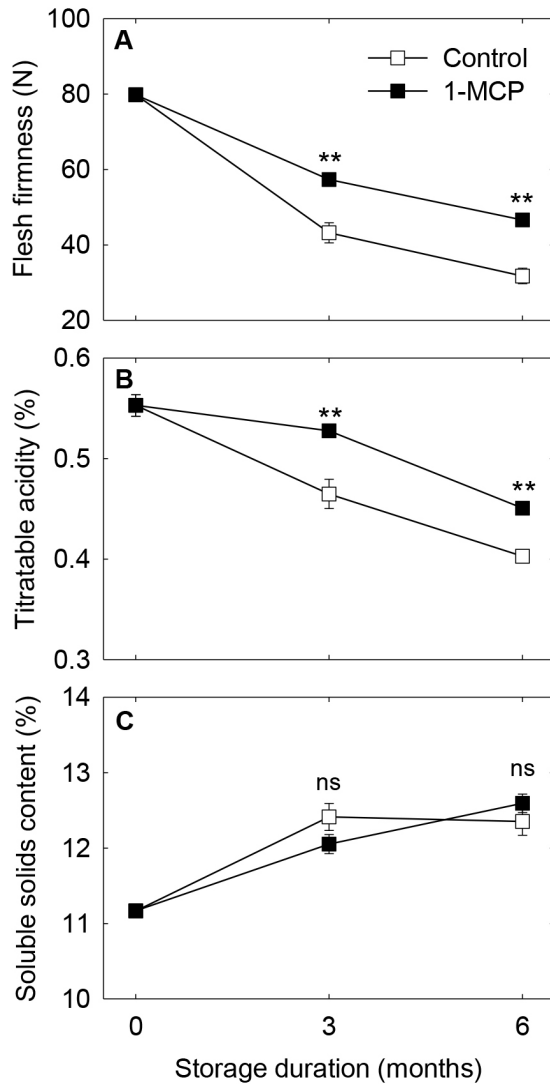 A
Control
1-MCP
Flesh firmness (N)
100
80
60
40
20
**
**
B
Titratable acidity (%)
0.6
0.5
0.4
0.3
**
**
C
Soluble solids content (%)
14
13
12
11
10
ns
ns
0 3 6
Storage duration (months)